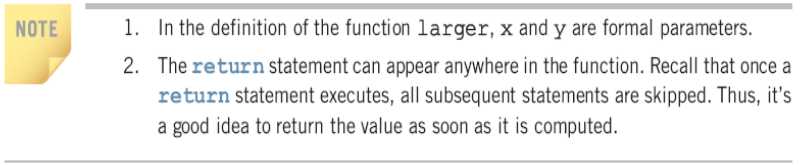 NOTE
1. In the definition of the function larger, x and y are formal parameters.
2. The return statement can appear anywhere in the function. Recall that once a
return statement executes, all subsequent statements are skipped. Thus, it's
a good idea to return the value as soon as it is computed.